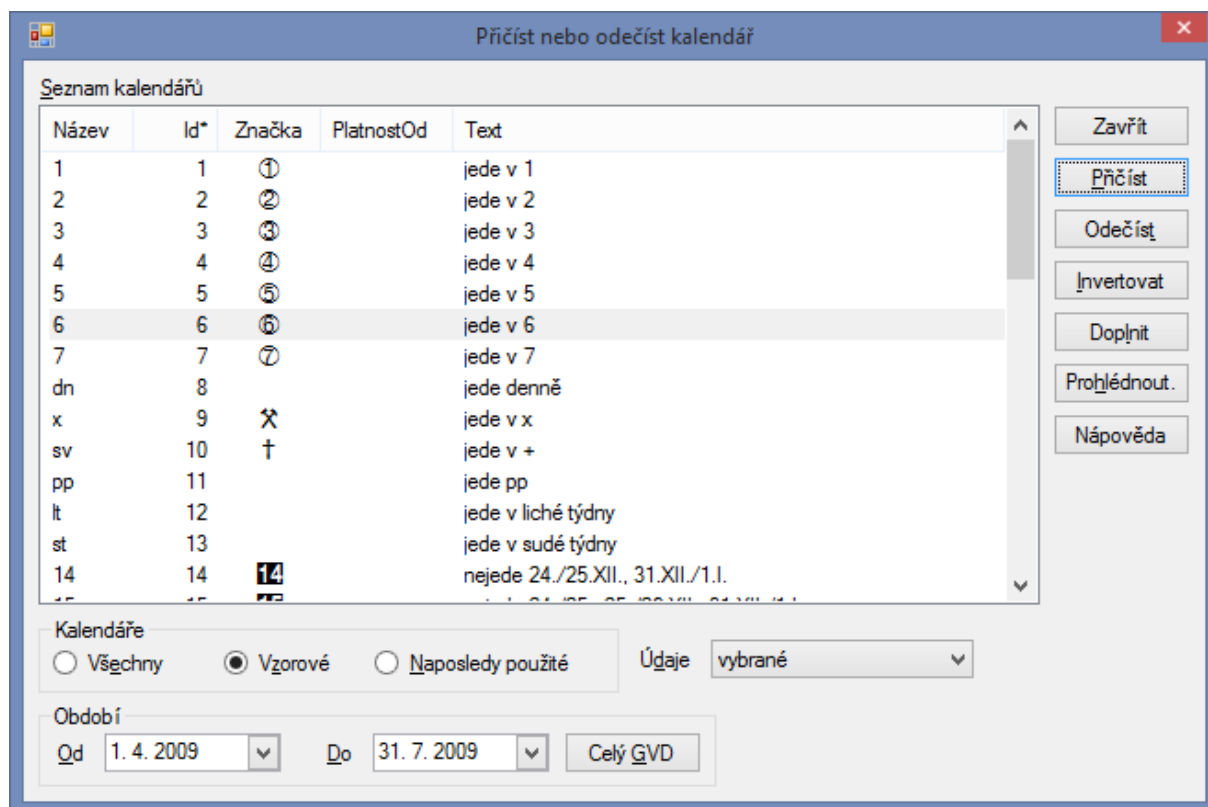 Přičíst nebo odečíst kalendář
Seznam kalendářů
Název Id* Značka PlatnostOd Text
1 1 ① jede v 1
2 2 ② jede v 2
3 3 ③ jede v 3
4 4 ④ jede v 4
5 5 ⑤ jede v 5
6 6 ⑥ jede v 6
7 7 ⑦ jede v 7
dn 8 jede denně
x 9 ⚒ jede v x
sv 10 † jede v +
pp 11 jede pp
lt 12 jede v liché týdny
st 13 jede v sudé týdny
14 14 14 nejede 24./25.XII., 31.XII./1.I.
Zavřít
Přičíst
Odečíst
Invertovat
Doplnit
Prohlédnout.
Nápověda
Kalendáře
Všechny Vzorové Naposledy použité
Údaje vybrané
Období
Od 1. 4. 2009 Do 31. 7. 2009 Celý GVD